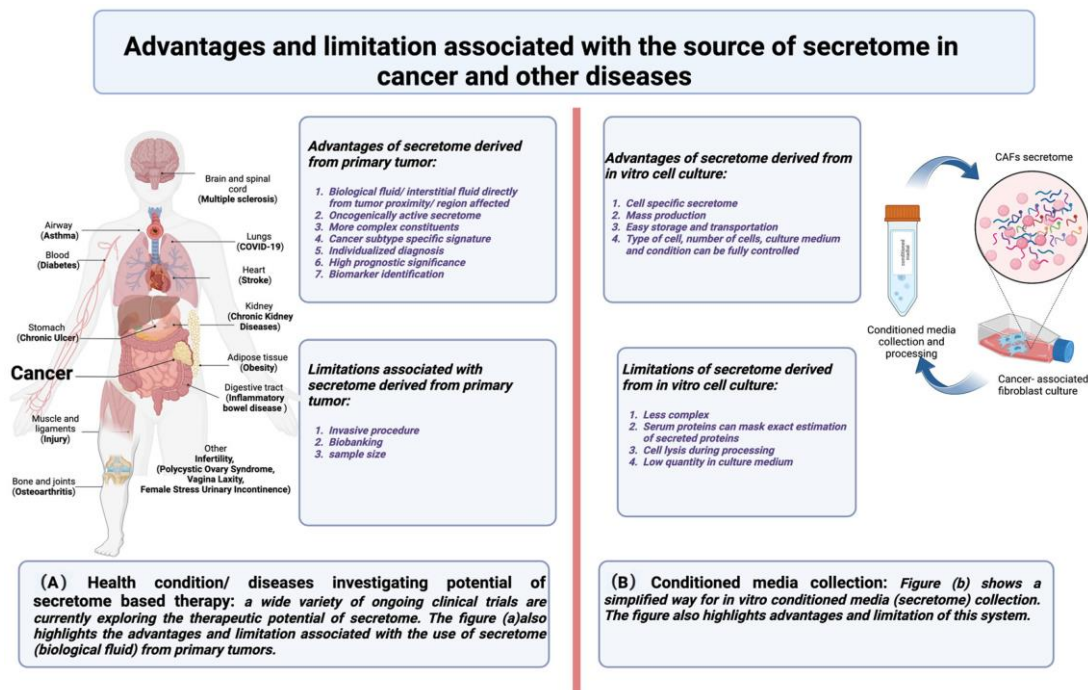 Advantages and limitation associated with the source of secretome in
cancer and other diseases
Brain and spinal
cord
(Multiple sclerosis)
Airway
(Asthma)
Blood
(Diabetes)
Lungs
(COVID-19)
Heart
(Stroke)
Kidney
(Chronic Kidney
Diseases)
Stomach
(Chronic Ulcer)
Adipose tissue
(Obesity)
Cancer
Digestive tract
(Inflammatory
bowel disease )
Muscle and
ligaments
(Injury)
Other
Infertility,
(Polycystic Ovary Syndrome,
Vagina Laxity,
Female Stress Urinary Incontinence)
Bone and joints
(Osteoarthritis)
Advantages of secretome derived
from primary tumor:
1. Biological fluid/ interstitial fluid directly
from tumor proximity/ region affected
2. Oncogenically active secretome
3. More complex constituents
4. Cancer subtype specific signature
5. Individualized diagnosis
6. High prognostic significance
7. Biomarker identification
Limitations associated with
secretome derived from primary
tumor:
1. Invasive procedure
2. Biobanking
3. sample size
(A) Health condition/ diseases investigating potential of
secretome based therapy: a wide variety of ongoing clinical trials are
currently exploring the therapeutic potential of secretome. The figure (a)also
highlights the advantages and limitation associated with the use of secretome
(biological fluid) from primary tumors.
Advantages of secretome derived from
in vitro cell culture:
1. Cell specific secretome
2. Mass production
3. Easy storage and transportation
4. Type of cell, number of cells, culture medium
and condition can be fully controlled
Limitations of secretome derived
from in vitro cell culture:
1. Less complex
2. Serum proteins can mask exact estimation
of secreted proteins
3. Cell lysis during processing
4. Low quantity in culture medium
CAFs secretome
conditioned
media
Conditioned media
collection and
processing
Cancer- associated
fibroblast culture
(B) Conditioned media collection: Figure (b) shows a
simplified way for in vitro conditioned media (secretome) collection.
The figure also highlights advantages and limitation of this system.